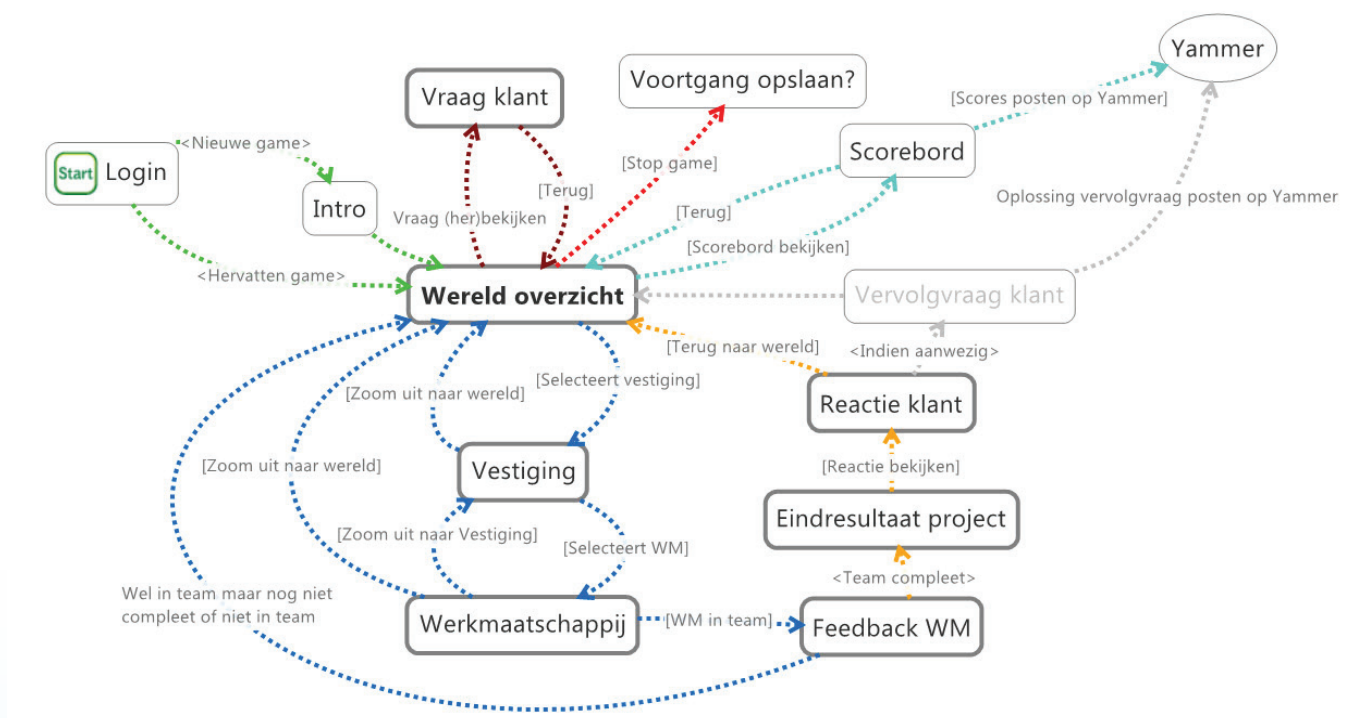 Yammer
Voortgang opslaan?
Vraag klant
[Scores posten op Yammer]
<Nieuwe game>
Scorebord
Start Login
[Stop game]
[Terug]
Intro
Vraag (her)bekijken
[Terug]
Oplossing vervolgvraag posten op Yammer
[Scorebord bekijken]
<Hervatten game>
Wereld overzicht
Vervolgvraag klant
[Terug naar wereld]
<Indien aanwezig>
[Zoom uit naar wereld]
[Selecteert vestiging]
Reactie klant
[Zoom uit naar wereld]
Vestiging
[Reactie bekijken]
Eindresultaat project
[Zoom uit naar Vestiging]
[Selecteert WM]
<Team compleet>
Wel in team maar nog niet
compleet of niet in team
Werkmaatschappij
[WM in team]
Feedback WM